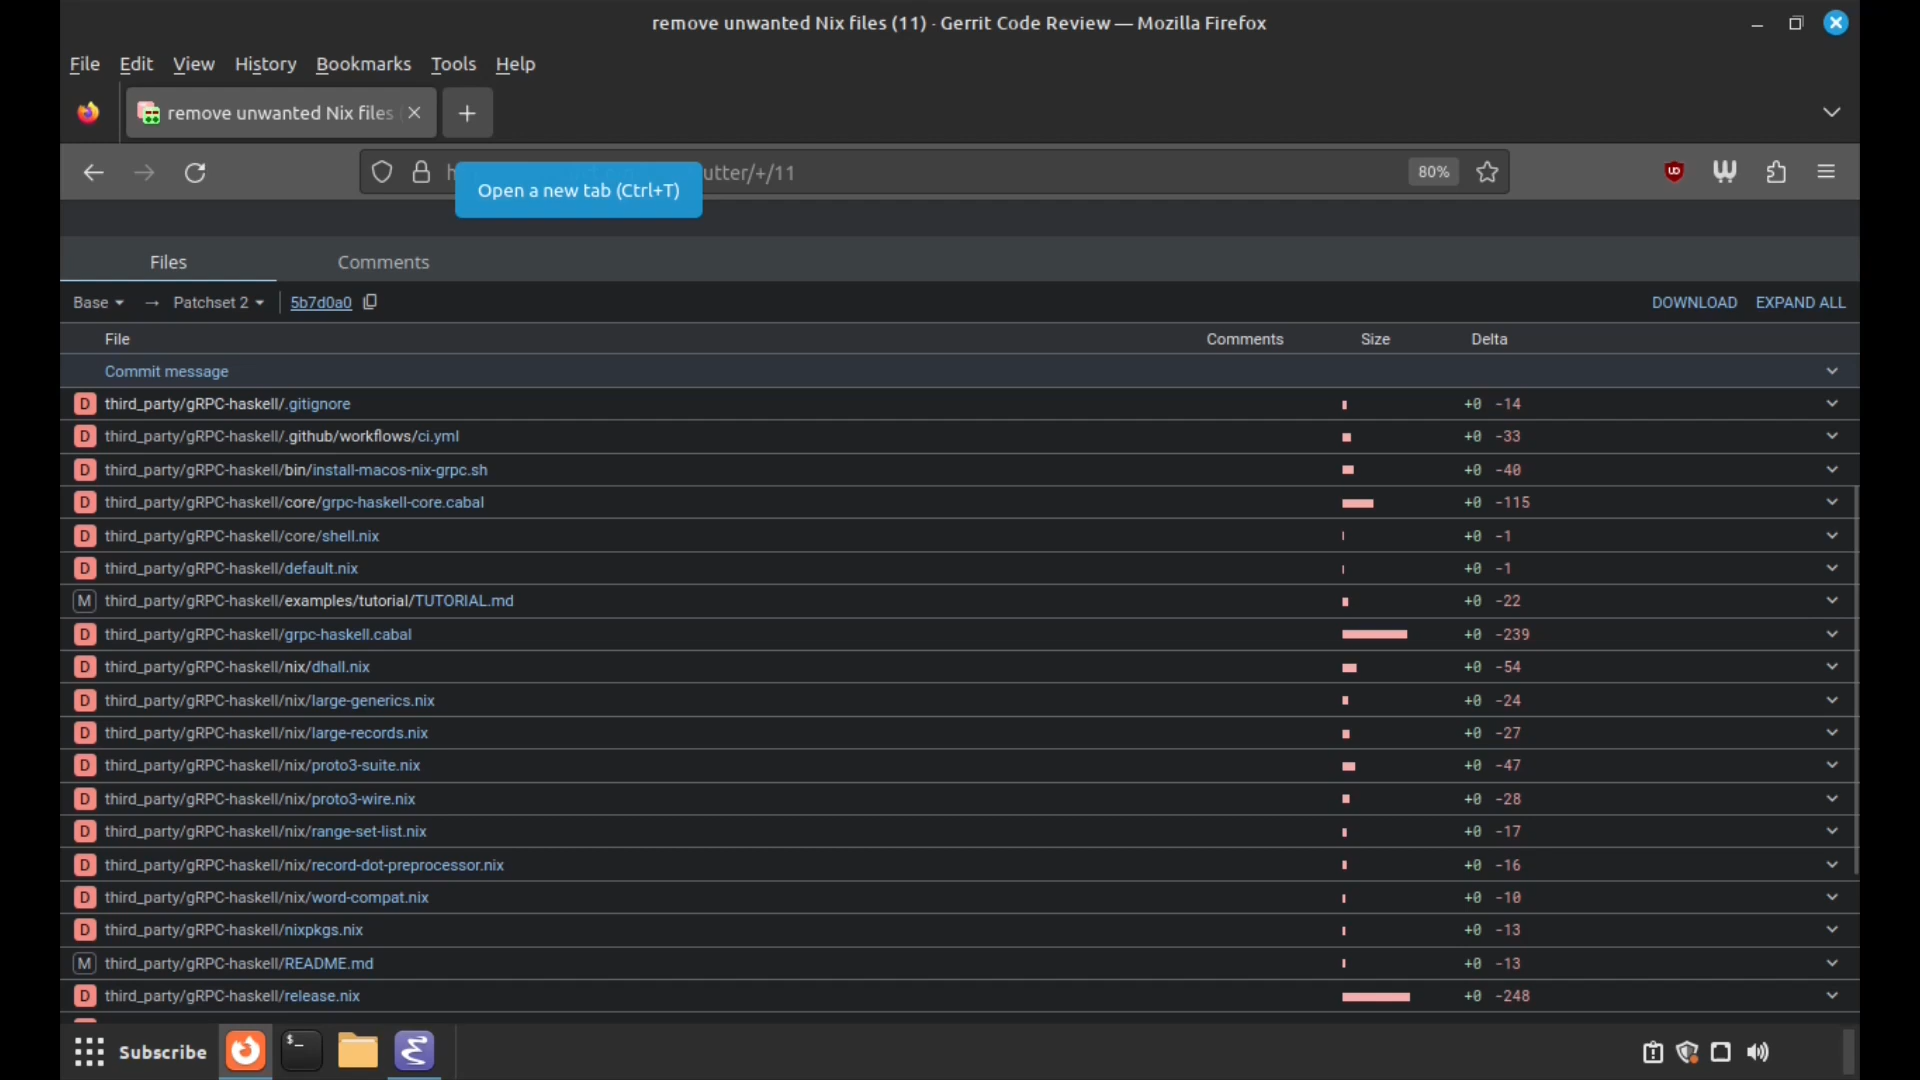 remove unwanted Nix files (11) · Gerrit Code Review — Mozilla Firefox
File Edit View History Bookmarks Tools Help
remove unwanted Nix files (
utter/+/11 80%
Open a new tab (Ctrl+T)
Files Comments
Base → Patchset 2 5b7d0a0 DOWNLOAD EXPAND ALL
File Comments Size Delta
Commit message
D third_party/gRPC-haskell/.gitignore +0 -14
D third_party/gRPC-haskell/.github/workflows/ci.yml +0 -33
D third_party/gRPC-haskell/bin/install-macos-nix-grpc.sh +0 -40
D third_party/gRPC-haskell/core/grpc-haskell-core.cabal +0 -115
D third_party/gRPC-haskell/core/shell.nix +0 -1
D third_party/gRPC-haskell/default.nix +0 -1
M third_party/gRPC-haskell/examples/tutorial/TUTORIAL.md +0 -22
D third_party/gRPC-haskell/grpc-haskell.cabal +0 -239
D third_party/gRPC-haskell/nix/dhall.nix +0 -54
D third_party/gRPC-haskell/nix/large-generics.nix +0 -24
D third_party/gRPC-haskell/nix/large-records.nix +0 -27
D third_party/gRPC-haskell/nix/proto3-suite.nix +0 -47
D third_party/gRPC-haskell/nix/proto3-wire.nix +0 -28
D third_party/gRPC-haskell/nix/range-set-list.nix +0 -17
D third_party/gRPC-haskell/nix/record-dot-preprocessor.nix +0 -16
D third_party/gRPC-haskell/nix/word-compat.nix +0 -10
D third_party/gRPC-haskell/nixpkgs.nix +0 -13
M third_party/gRPC-haskell/README.md +0 -13
D third_party/gRPC-haskell/release.nix +0 -248
Subscribe